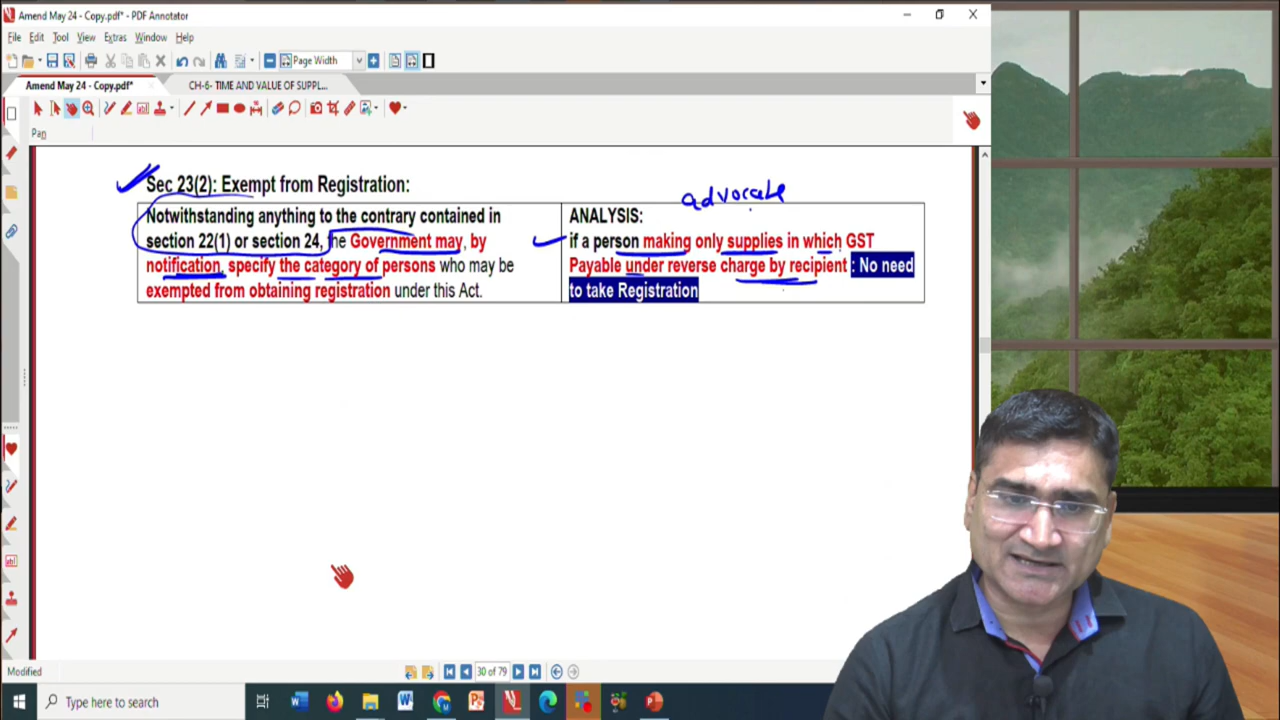 Amend May 24 - Copy.pdf* - PDF Annotator
File Edit Tool View Extras Window Help
Page Width
Amend May 24 - Copy.pdf* CH-6- TIME AND VALUE OF SUPPL...
Pan
advocate
Sec 23(2): Exempt from Registration:
Notwithstanding anything to the contrary contained in
section 22(1) or section 24, the Government may, by
notification, specify the category of persons who may be
exempted from obtaining registration under this Act.
ANALYSIS:
if a person making only supplies in which GST
Payable under reverse charge by recipient : No need
to take Registration
Modified
30 of 79
Type here to search